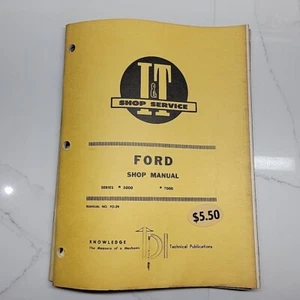 I&T
SHOP SERVICE
FORD
SHOP MANUAL
SERIES * 5000 * 7000
MANUAL NO. FO-29
$5.50
KNOWLEDGE
The Measure of a Mechanic
Technical Publications